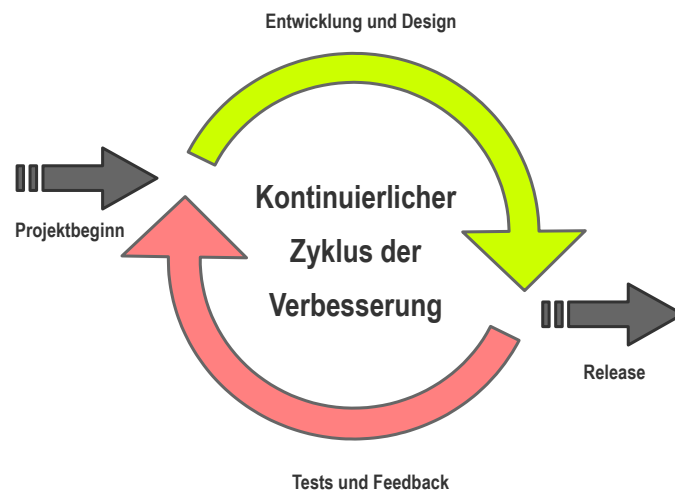 Entwicklung und Design
Kontinuierlicher
Zyklus der
Verbesserung
Projektbeginn
Release
Tests und Feedback